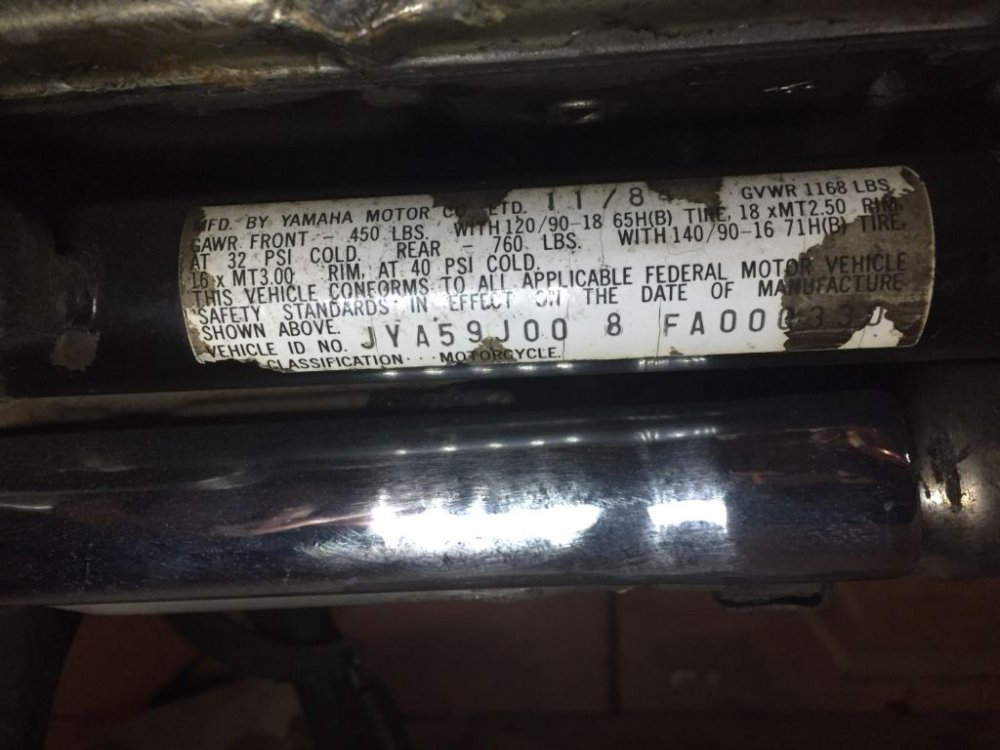 MFD. BY YAMAHA MOTOR CO., LTD. 11/8 GVWR 1168 LBS.
GAWR. FRONT - 450 LBS. WITH 120/90-18 65H(B) TIRE, 18 xMT2.50 RIM,
AT 32 PSI COLD. REAR - 760 LBS. WITH 140/90-16 71H(B) TIRE,
16 x MT3.00 RIM, AT 40 PSI COLD.
THIS VEHICLE CONFORMS TO ALL APPLICABLE FEDERAL MOTOR VEHICLE
SAFETY STANDARDS IN EFFECT ON THE DATE OF MANUFACTURE
SHOWN ABOVE.
VEHICLE ID NO. JYA59J00 8 FA000330
CLASSIFICATION: MOTORCYCLE.